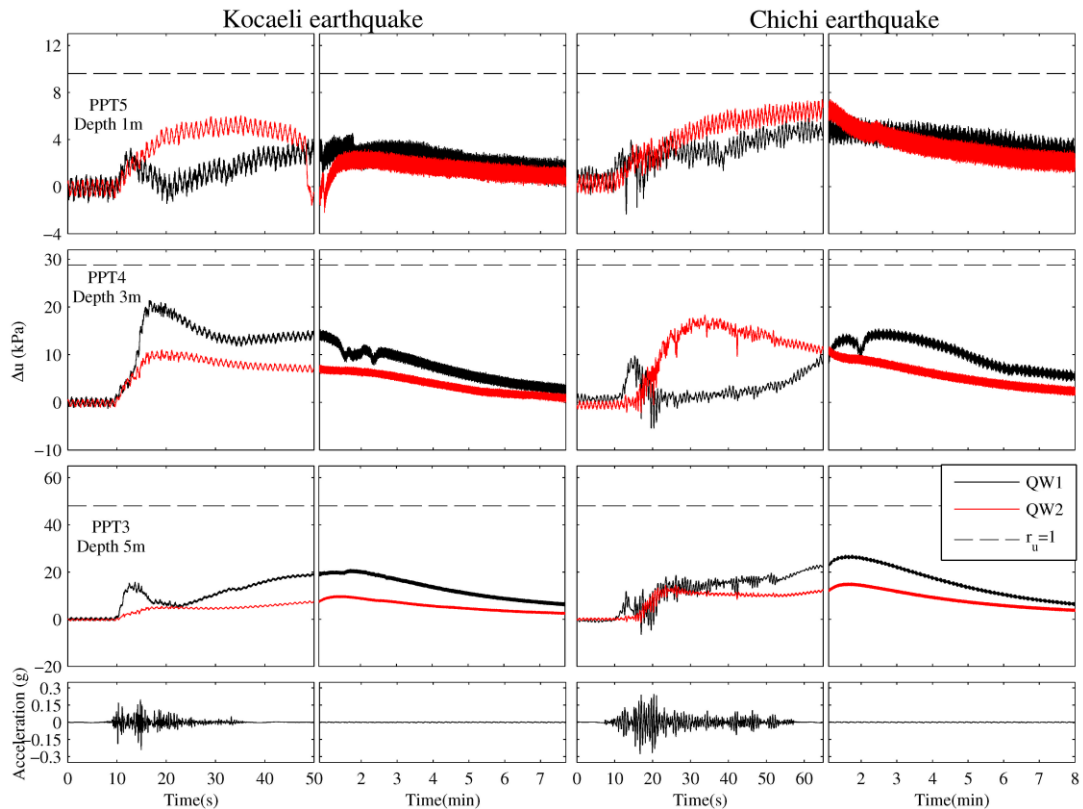 Kocaeli earthquake Chichi earthquake
12
8
4
0
−4
PPT5
Depth 1m
30
20
10
0
−10
Δu (kPa)
PPT4
Depth 3m
60
40
20
0
−20
PPT3
Depth 5m
QW1
QW2
r_u=1
0.3
0.15
0
−0.15
−0.3
Acceleration (g)
0 10 20 30 40 50 2 3 4 5 6 7 0 10 20 30 40 50 60 2 3 4 5 6 7 8
Time(s) Time(min) Time(s) Time(min)